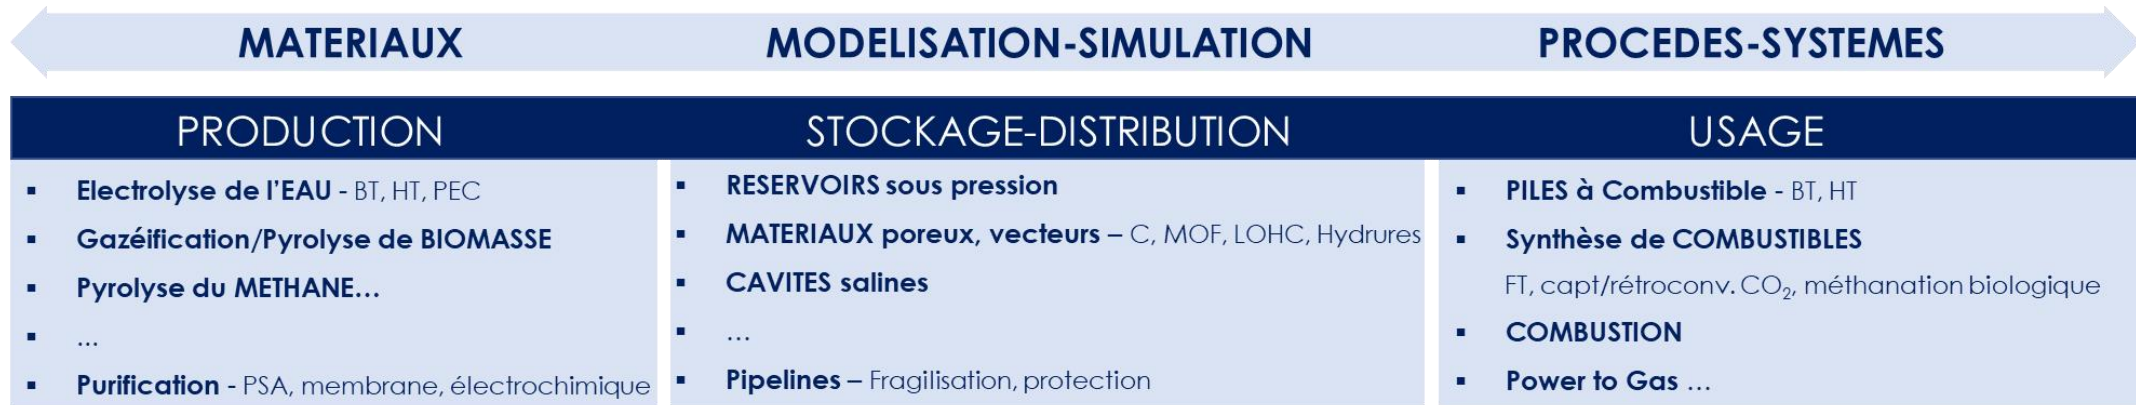 MATERIAUX MODELISATION-SIMULATION PROCEDES-SYSTEMES
PRODUCTION
▪ Electrolyse de l'EAU - BT, HT, PEC
▪ Gazéification/Pyrolyse de BIOMASSE
▪ Pyrolyse du METHANE…
▪ ...
▪ Purification - PSA, membrane, électrochimique
STOCKAGE-DISTRIBUTION
▪ RESERVOIRS sous pression
▪ MATERIAUX poreux, vecteurs – C, MOF, LOHC, Hydrures
▪ CAVITES salines
▪ …
▪ Pipelines – Fragilisation, protection
USAGE
▪ PILES à Combustible - BT, HT
▪ Synthèse de COMBUSTIBLES
FT, capt/rétroconv. CO₂, méthanation biologique
▪ COMBUSTION
▪ Power to Gas …